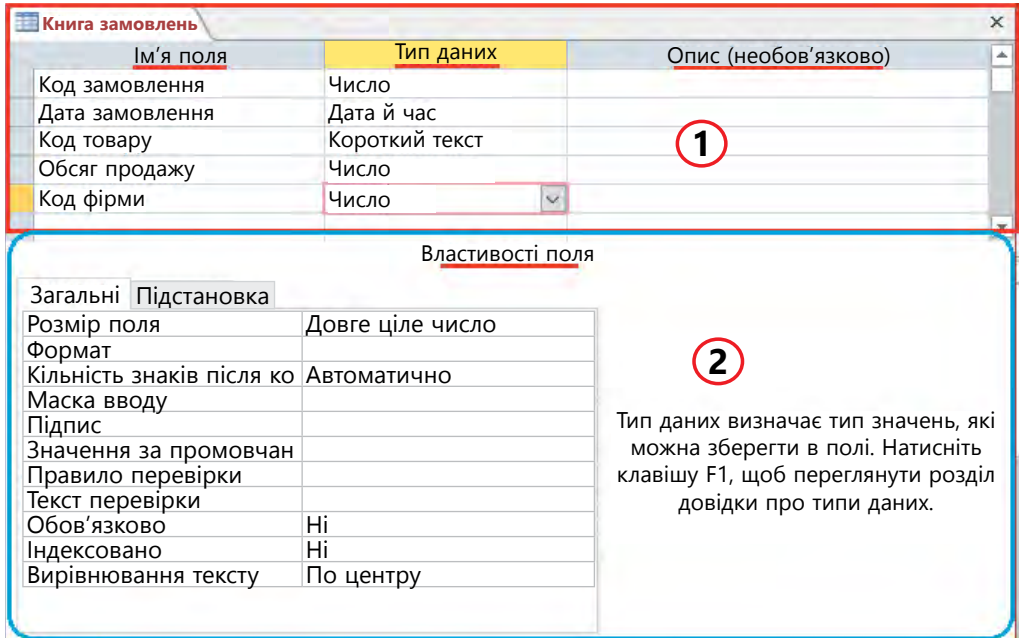 Книга замовлень
Ім’я поля Тип даних Опис (необов’язково)
Код замовлення Число
Дата замовлення Дата й час
Код товару Короткий текст
Обсяг продажу Число
Код фірми Число
1
Властивості поля
Загальні Підстановка
Розмір поля Довге ціле число
Формат
Кількість знаків після ко Автоматично
Маска вводу
Підпис
Значення за промовчан
Правило перевірки
Текст перевірки
Обов’язково Ні
Індексовано Ні
Вирівнювання тексту По центру
2
Тип даних визначає тип значень, які
можна зберегти в полі. Натисніть
клавішу F1, щоб переглянути розділ
довідки про типи даних.